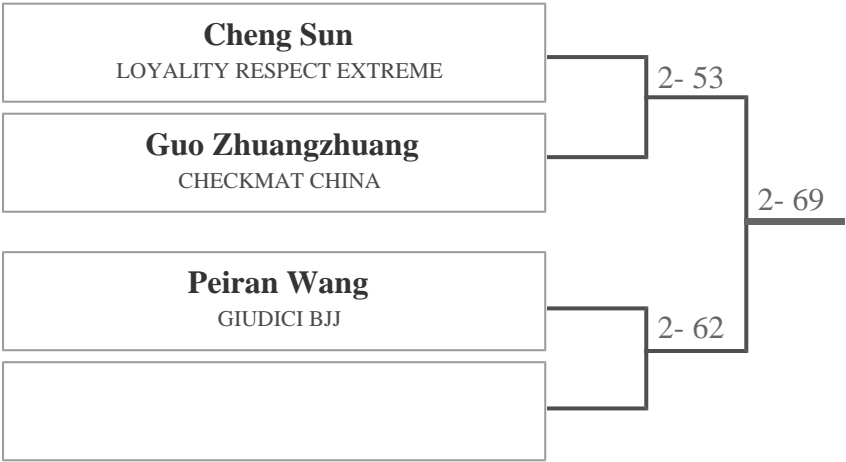 Cheng Sun
LOYALITY RESPECT EXTREME
2- 53
Guo Zhuangzhuang
CHECKMAT CHINA
2- 69
Peiran Wang
GIUDICI BJJ
2- 62